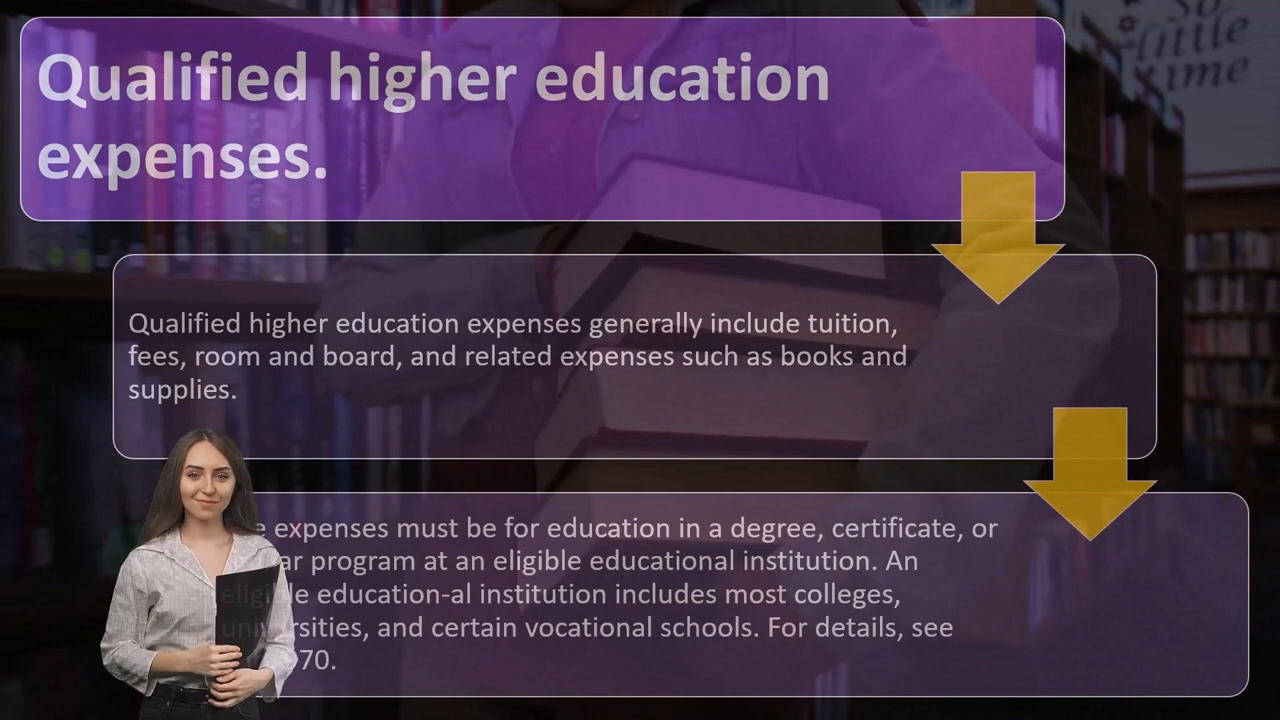 So
little
time
Qualified higher education
expenses.
Qualified higher education expenses generally include tuition,
fees, room and board, and related expenses such as books and
supplies.
expenses must be for education in a degree, certificate, or
program at an eligible educational institution. An
eligible education-al institution includes most colleges,
universities, and certain vocational schools. For details, see